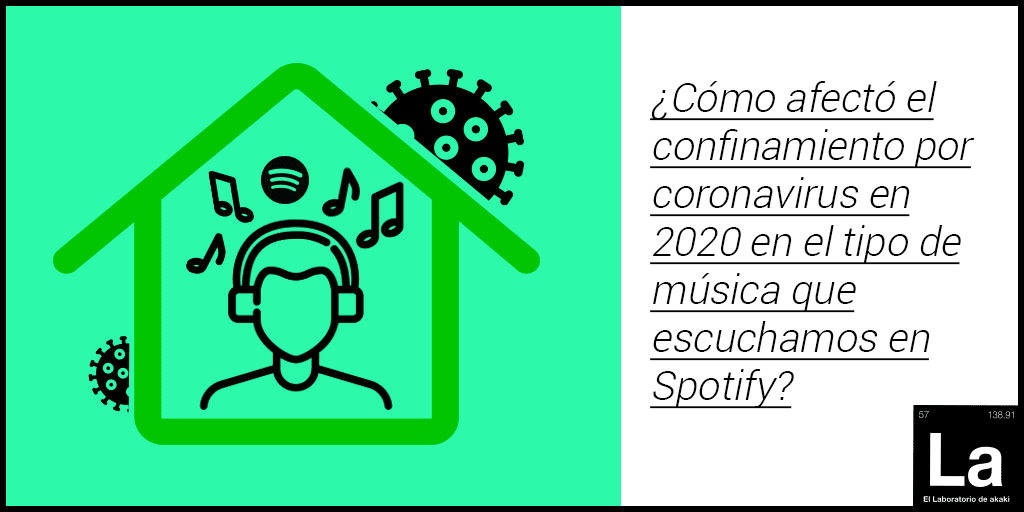 ¿Cómo afectó el
confinamiento por
coronavirus en
2020 en el tipo de
música que
escuchamos en
Spotify?
57 138.91
La
El Laboratorio de akaki